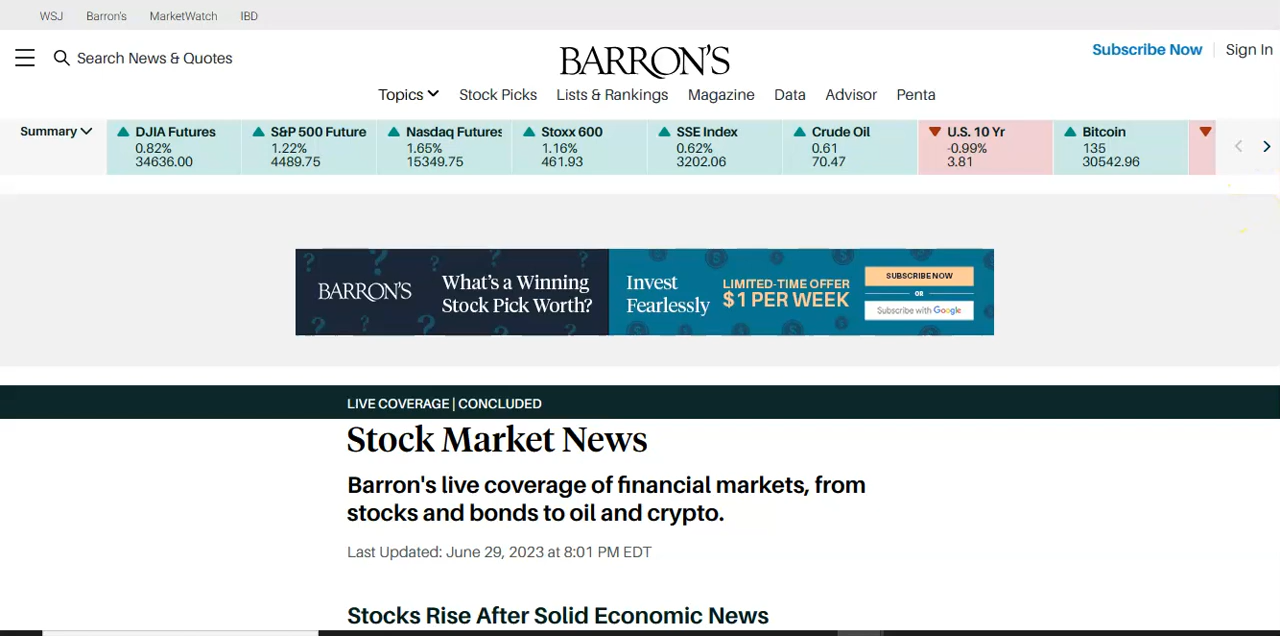 WSJ Barron's MarketWatch IBD
Search News & Quotes
BARRON'S
Subscribe Now Sign In
Topics Stock Picks Lists & Rankings Magazine Data Advisor Penta
Summary
DJIA Futures
0.82%
34636.00
S&P 500 Future
1.22%
4489.75
Nasdaq Futures
1.65%
15349.75
Stoxx 600
1.16%
461.93
SSE Index
0.62%
3202.06
Crude Oil
0.61
70.47
U.S. 10 Yr
-0.99%
3.81
Bitcoin
135
30542.96
BARRON'S
What's a Winning
Stock Pick Worth?
Invest
Fearlessly
LIMITED-TIME OFFER
$1 PER WEEK
SUBSCRIBE NOW
OR
Subscribe with Google
LIVE COVERAGE | CONCLUDED
Stock Market News
Barron's live coverage of financial markets, from
stocks and bonds to oil and crypto.
Last Updated: June 29, 2023 at 8:01 PM EDT
Stocks Rise After Solid Economic News